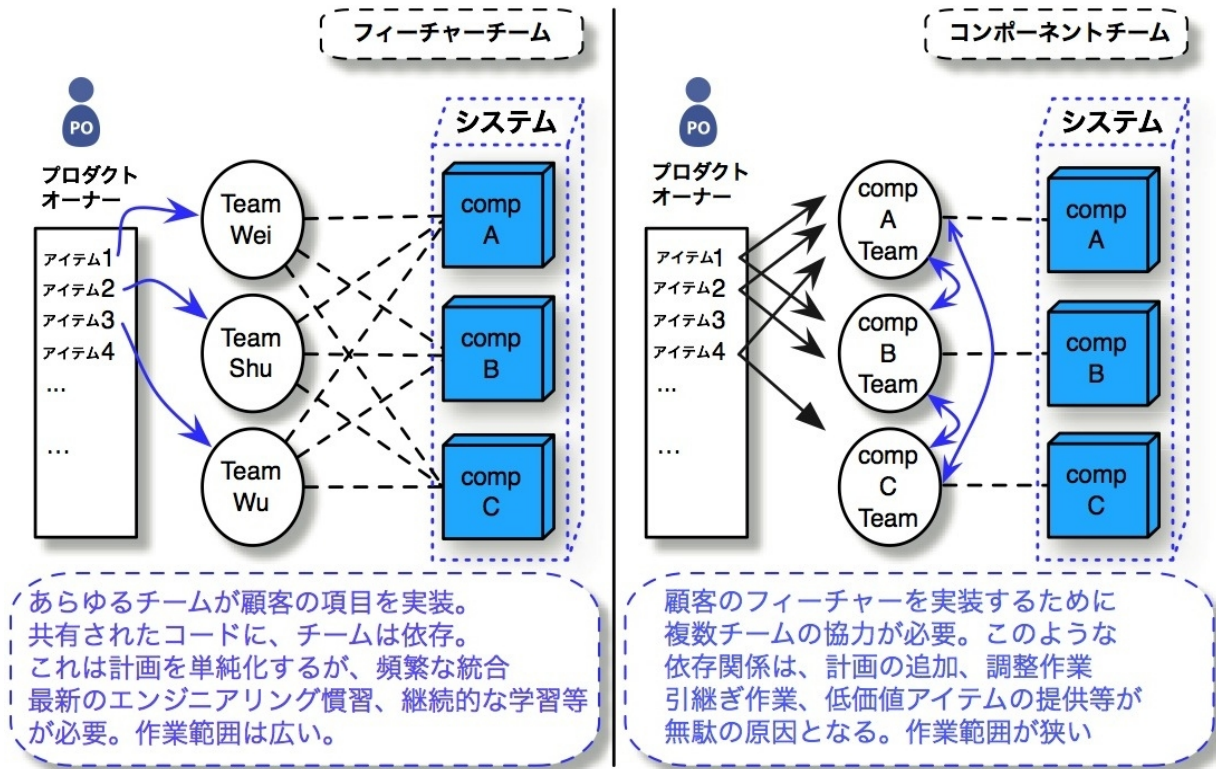 フィーチャーチーム
PO
プロダクト
オーナー
アイテム1
アイテム2
アイテム3
アイテム4
...
...
Team
Wei
Team
Shu
Team
Wu
システム
comp
A
comp
B
comp
C
あらゆるチームが顧客の項目を実装。
共有されたコードに、チームは依存。
これは計画を単純化するが、頻繁な統合
最新のエンジニアリング慣習、継続的な学習等
が必要。作業範囲は広い。
コンポーネントチーム
PO
プロダクト
オーナー
アイテム1
アイテム2
アイテム3
アイテム4
...
...
comp
A
Team
comp
B
Team
comp
C
Team
システム
comp
A
comp
B
comp
C
顧客のフィーチャーを実装するために
複数チームの協力が必要。このような
依存関係は、計画の追加、調整作業
引継ぎ作業、低価値アイテムの提供等が
無駄の原因となる。作業範囲が狭い